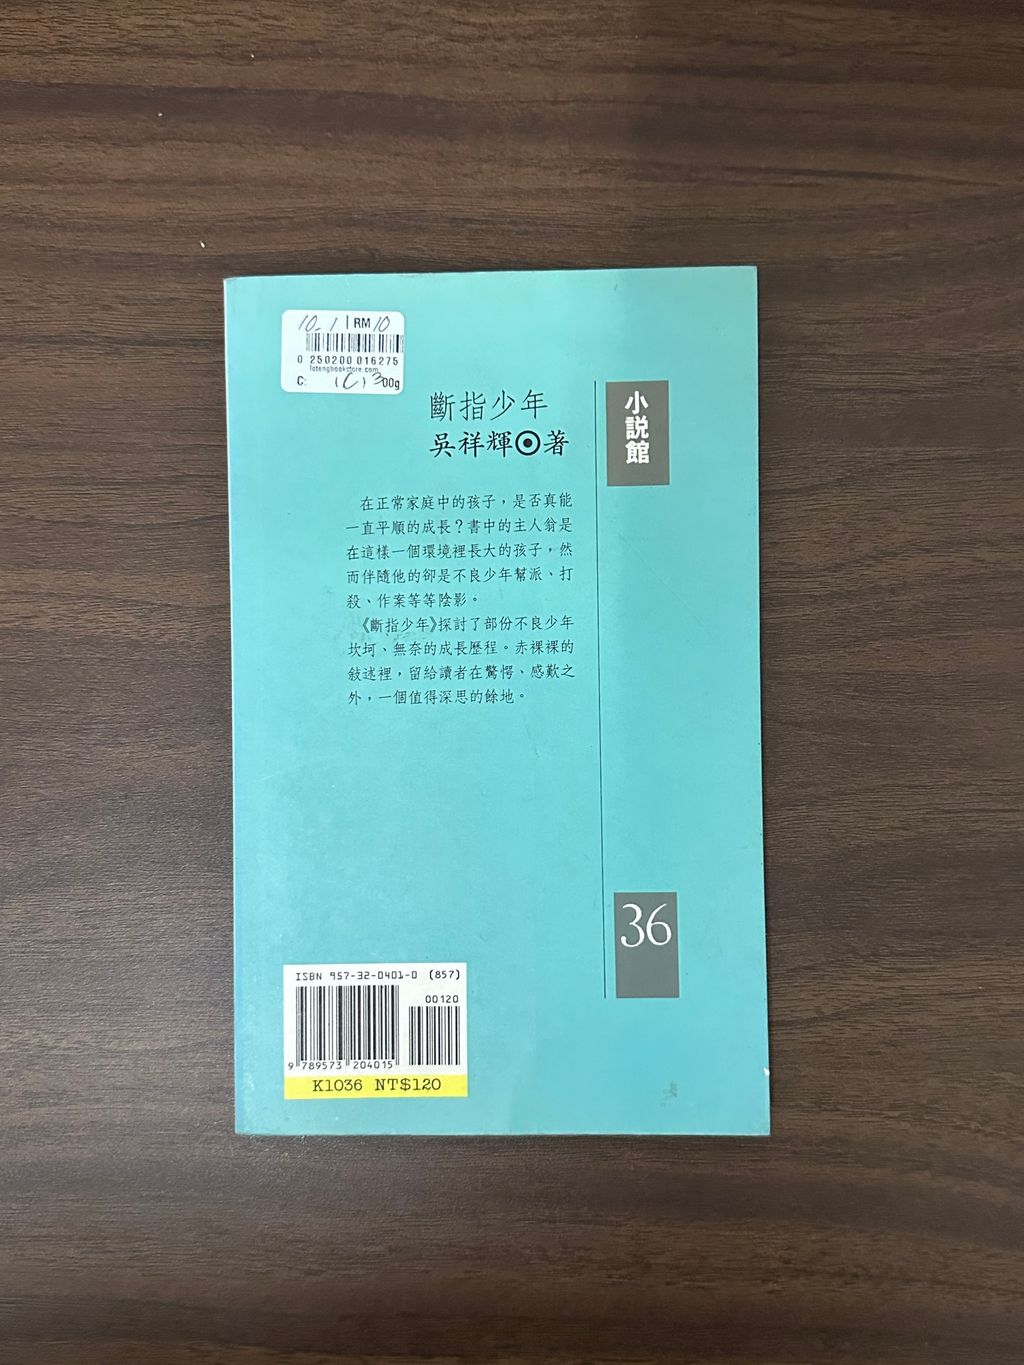 10.1 | RM 10
0 250200 016275
lotengbookstore.com
C: (C) 300g
斷指少年
吳祥輝◉著
在正常家庭中的孩子，是否真能
一直平順的成長？書中的主人翁是
在這樣一個環境裡長大的孩子，然
而伴隨他的卻是不良少年幫派、打
殺、作案等等陰影。
《斷指少年》探討了部份不良少年
坎坷、無奈的成長歷程。赤裸裸的
敘述裡，留給讀者在驚愕、感歎之
外，一個值得深思的餘地。
小說館
36
ISBN 957-32-0401-0 (857)
00120
9 789573 204015
K1036 NT$120